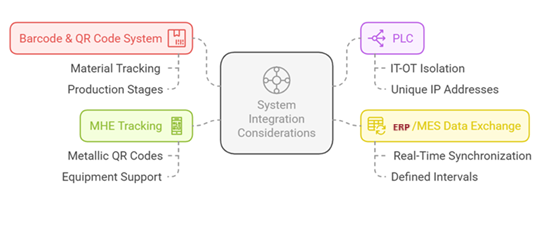 Barcode & QR Code System
Material Tracking
Production Stages
MHE Tracking
Metallic QR Codes
Equipment Support
System
Integration
Considerations
PLC
IT-OT Isolation
Unique IP Addresses
ERP/MES Data Exchange
Real-Time Synchronization
Defined Intervals